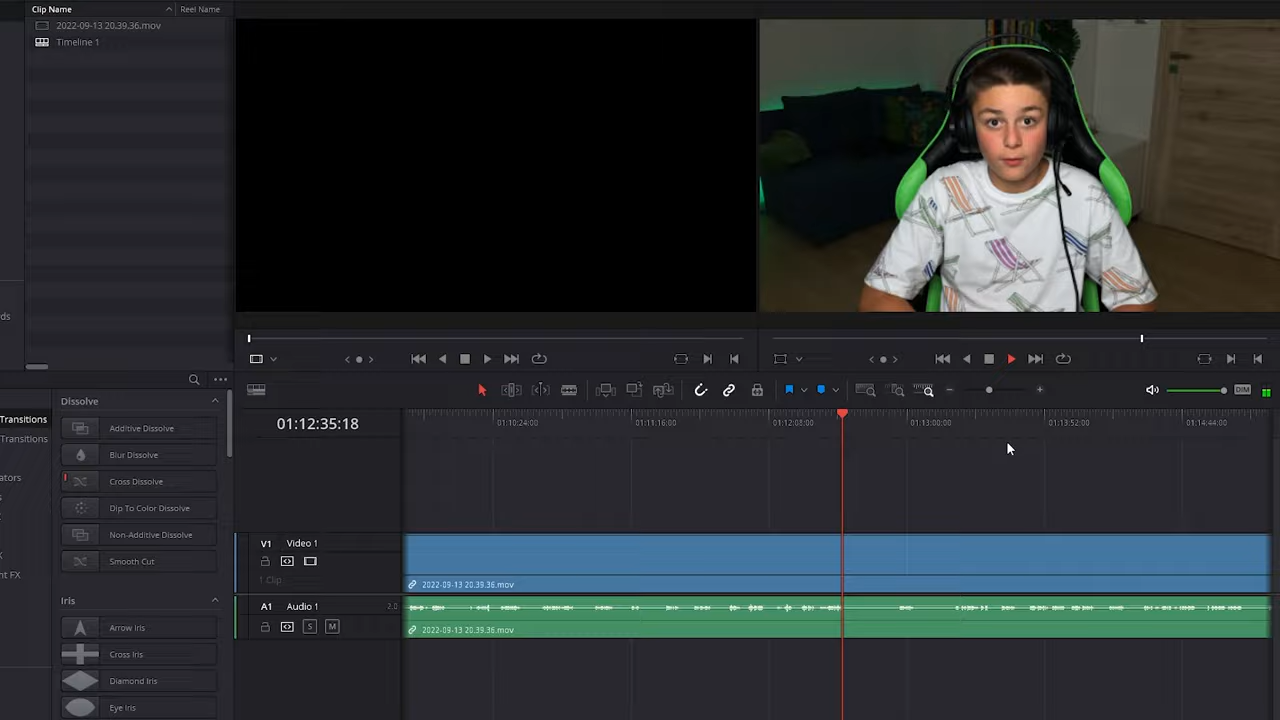 Clip Name
Reel Name
2022-09-13 20.39.36.mov
Timeline 1
ds
Transitions
Transitions
ators
nt FX
Dissolve
Additive Dissolve
Blur Dissolve
Cross Dissolve
Dip To Color Dissolve
Non-Additive Dissolve
Smooth Cut
Iris
Arrow Iris
Cross Iris
Diamond Iris
Eye Iris
DIM
01:12:35:18
01:10:24:00
01:11:16:00
01:12:08:00
01:13:00:00
01:13:52:00
01:14:44:00
V1 Video 1
1 Clip
2022-09-13 20.39.36.mov
A1 Audio 1 2.0
S M
2022-09-13 20.39.36.mov